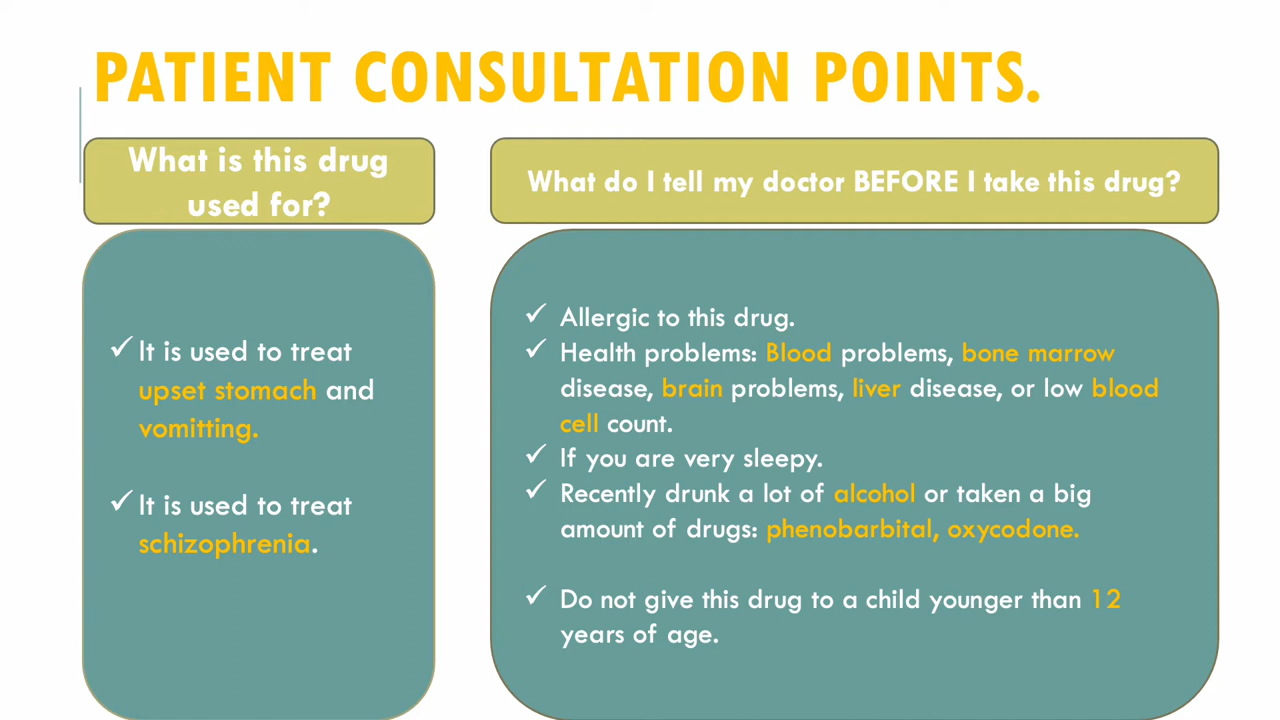 PATIENT CONSULTATION POINTS.
What is this drug
used for?
✓ It is used to treat
upset stomach and
vomitting.
✓ It is used to treat
schizophrenia.
What do I tell my doctor BEFORE I take this drug?
✓ Allergic to this drug.
✓ Health problems: Blood problems, bone marrow
disease, brain problems, liver disease, or low blood
cell count.
✓ If you are very sleepy.
✓ Recently drunk a lot of alcohol or taken a big
amount of drugs: phenobarbital, oxycodone.
✓ Do not give this drug to a child younger than 12
years of age.